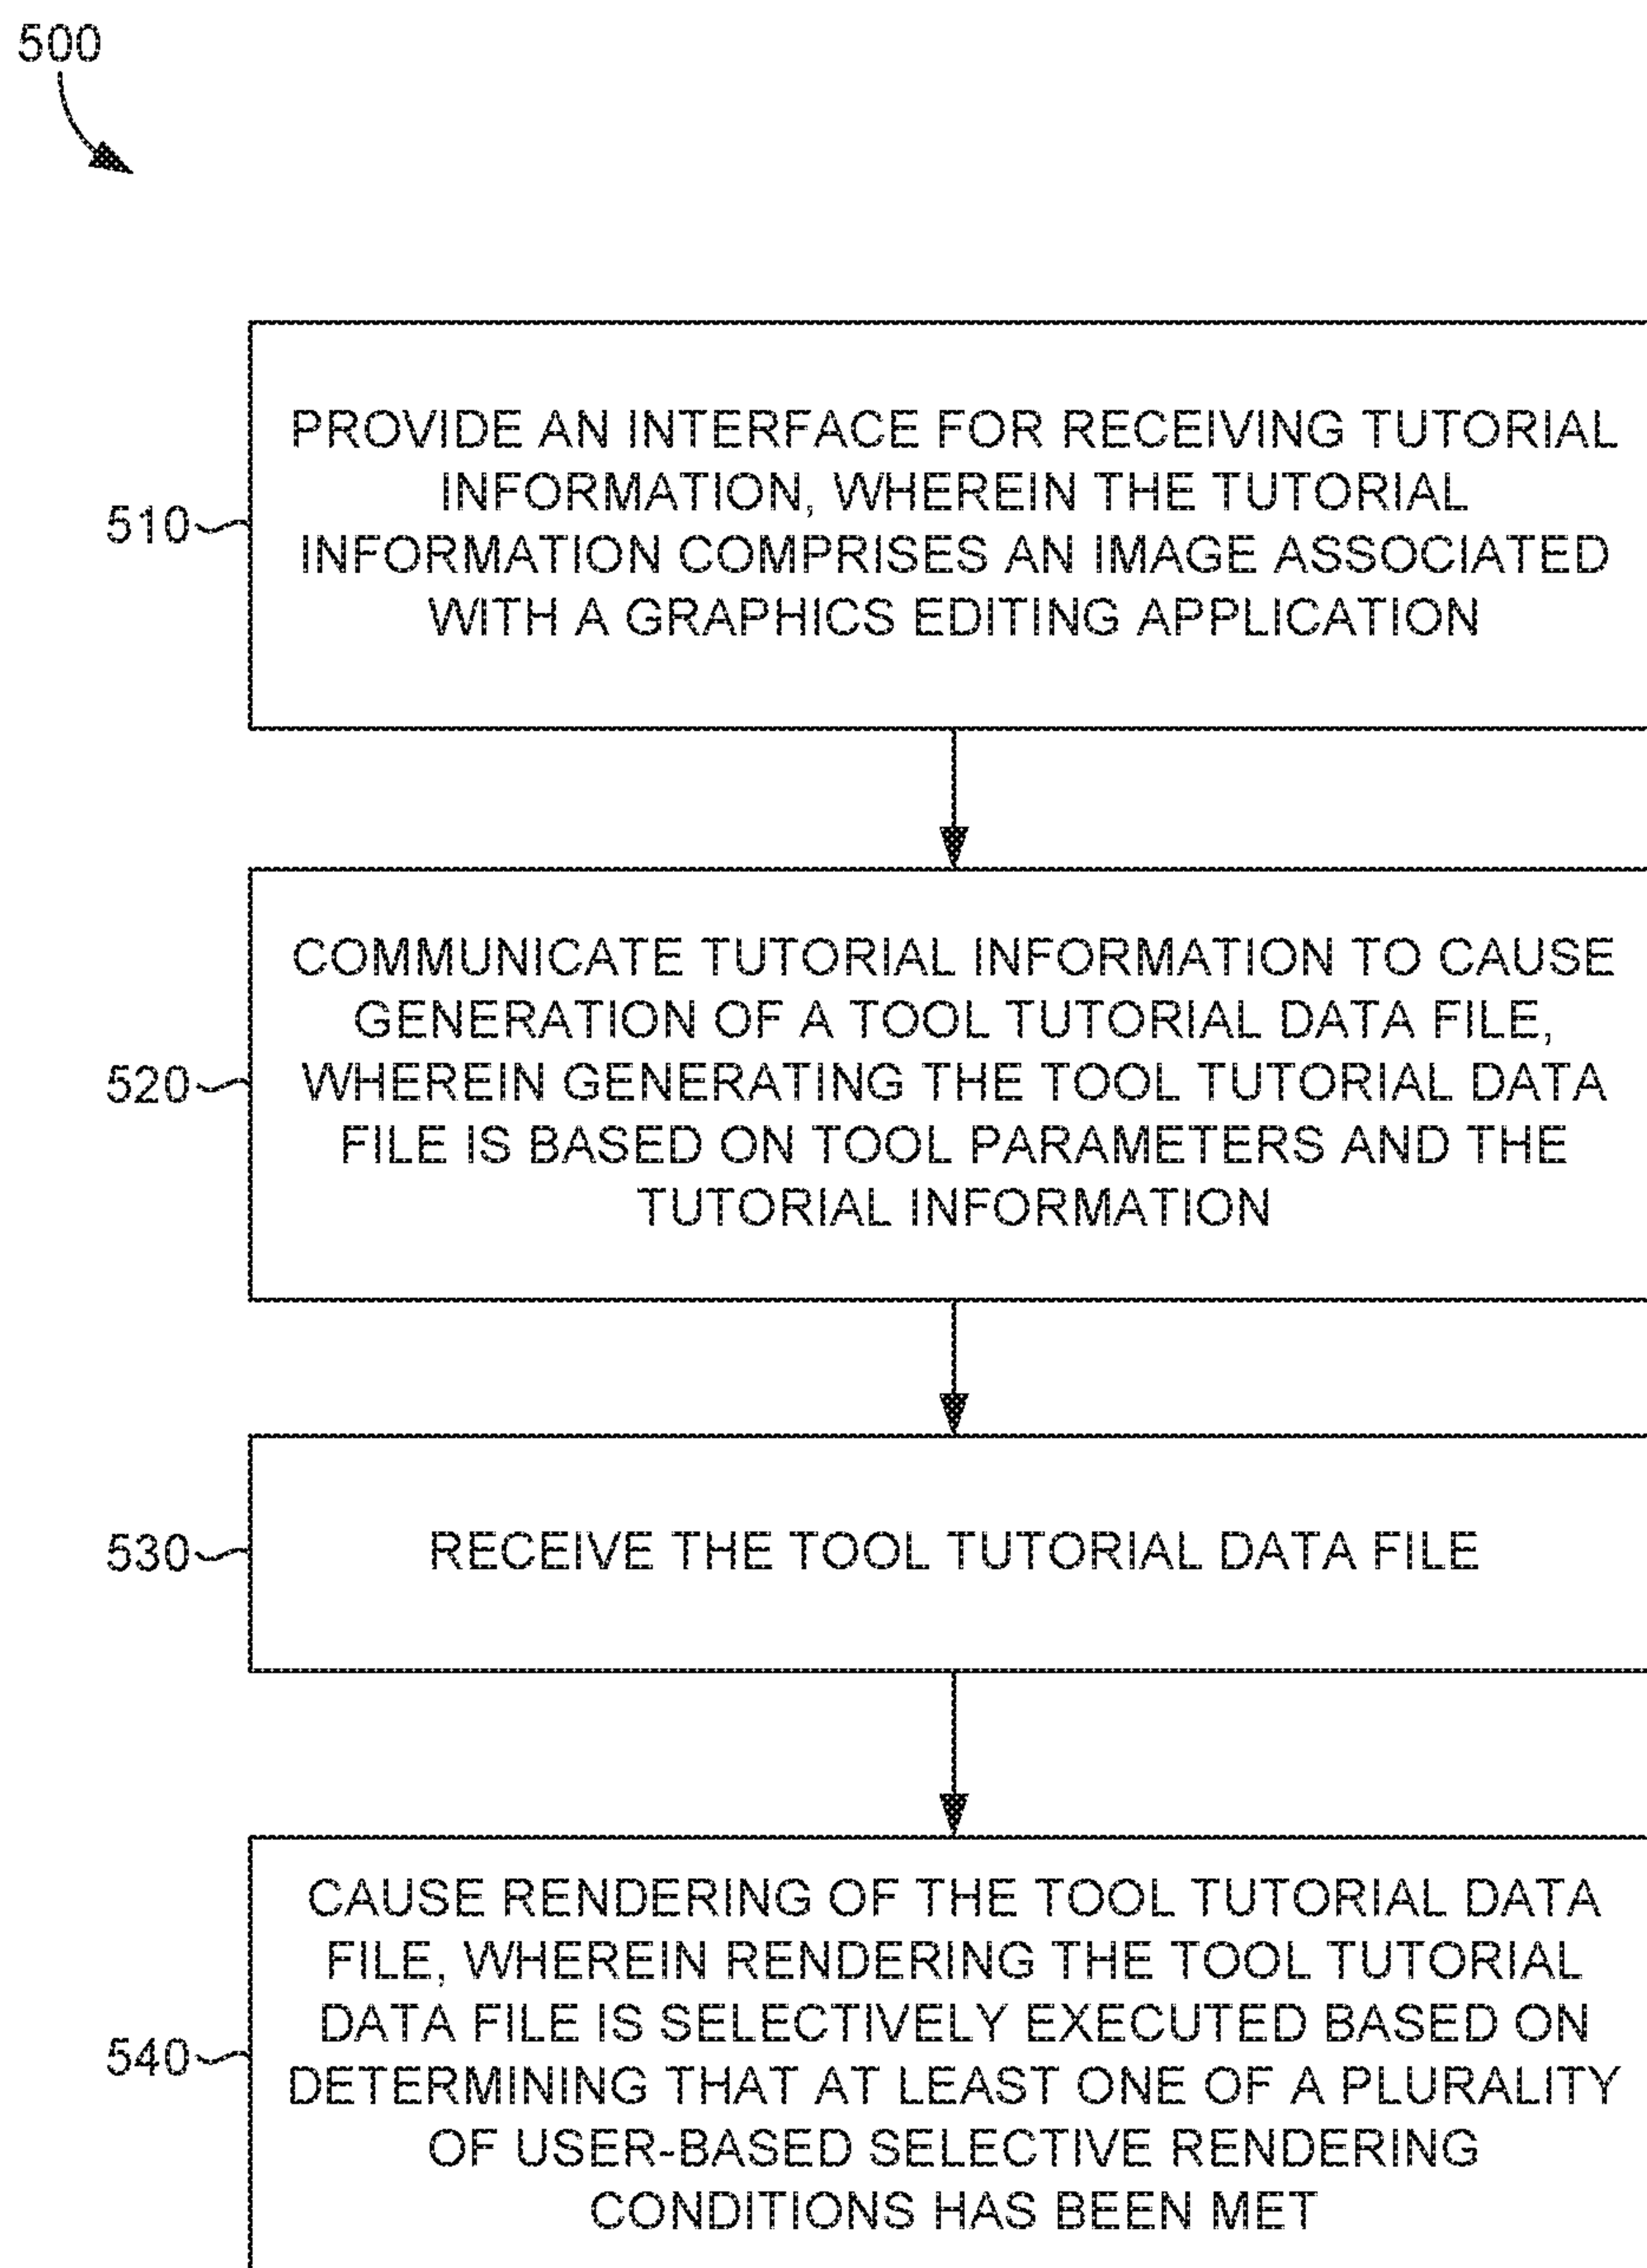 500
PROVIDE AN INTERFACE FOR RECEIVING TUTORIAL
INFORMATION, WHEREIN THE TUTORIAL
INFORMATION COMPRISES AN IMAGE ASSOCIATED
WITH A GRAPHICS EDITING APPLICATION
510
COMMUNICATE TUTORIAL INFORMATION TO CAUSE
GENERATION OF A TOOL TUTORIAL DATA FILE,
WHEREIN GENERATING THE TOOL TUTORIAL DATA
FILE IS BASED ON TOOL PARAMETERS AND THE
TUTORIAL INFORMATION
520
RECEIVE THE TOOL TUTORIAL DATA FILE
530
CAUSE RENDERING OF THE TOOL TUTORIAL DATA
FILE, WHEREIN RENDERING THE TOOL TUTORIAL
DATA FILE IS SELECTIVELY EXECUTED BASED ON
DETERMINING THAT AT LEAST ONE OF A PLURALITY
OF USER-BASED SELECTIVE RENDERING
CONDITIONS HAS BEEN MET
540